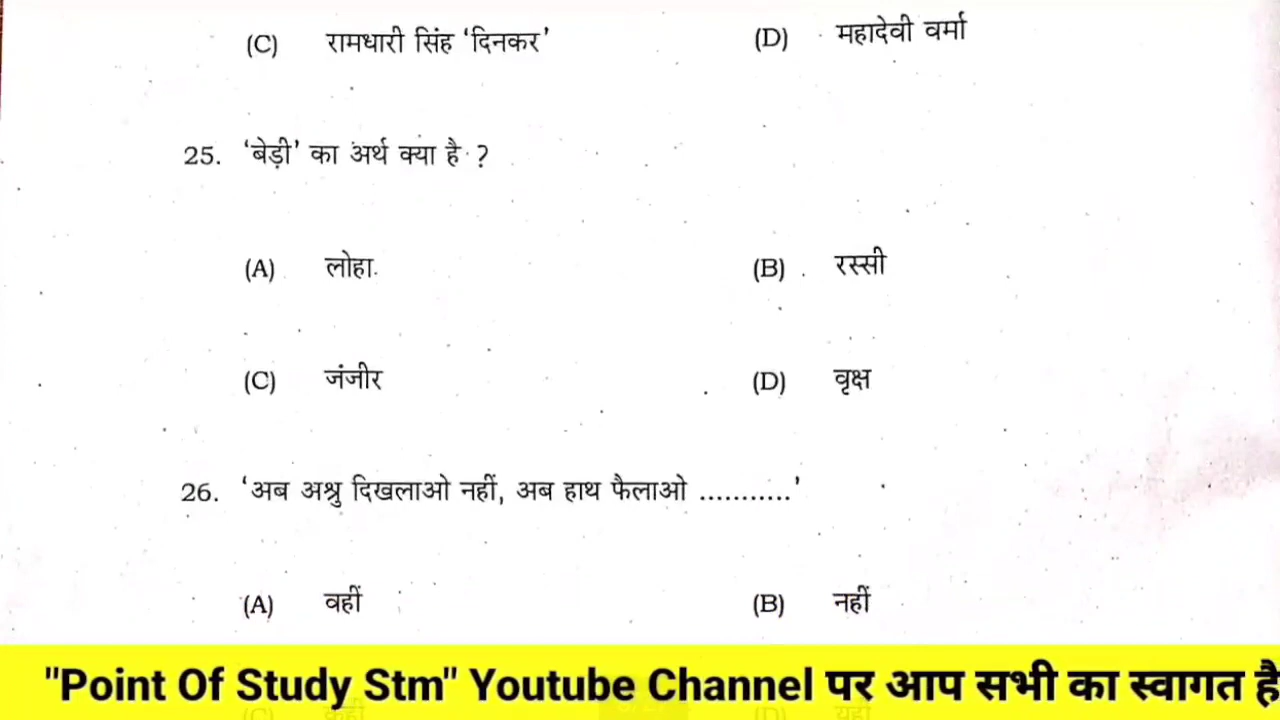 (C) रामधारी सिंह ‘दिनकर’ (D) महादेवी वर्मा
25. ‘बेड़ी’ का अर्थ क्या है ?
(A) लोहा (B) रस्सी
(C) जंजीर (D) वृक्ष
26. ‘अब अश्रु दिखलाओ नहीं, अब हाथ फैलाओ ...........’
(A) वहीं (B) नहीं
"Point Of Study Stm" Youtube Channel पर आप सभी का स्वागत है
(C) (D)